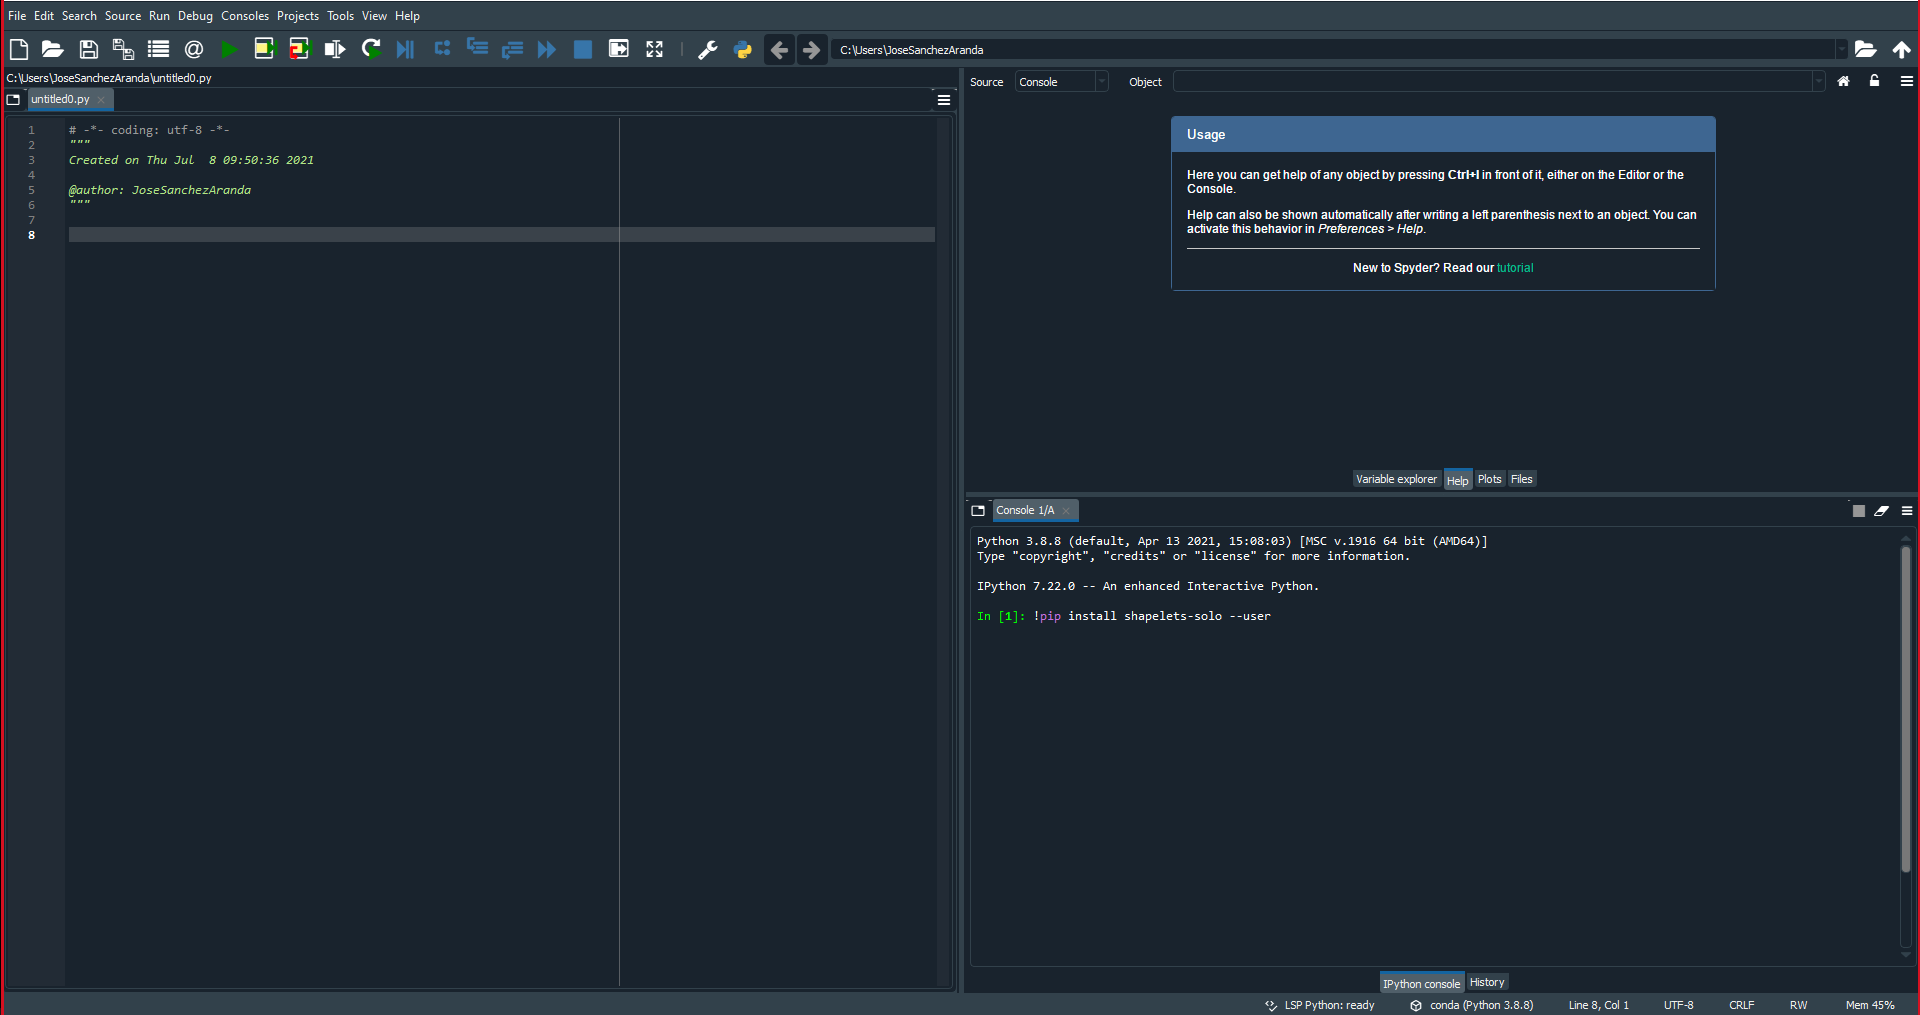 File Edit Search Source Run Debug Consoles Projects Tools View Help
C:\Users\JoseSanchezAranda
C:\Users\JoseSanchezAranda\untitled0.py
untitled0.py
1 # -*- coding: utf-8 -*-
2 """
3 Created on Thu Jul  8 09:50:36 2021
4
5 @author: JoseSanchezAranda
6 """
7
8
Source Console Object
Usage
Here you can get help of any object by pressing Ctrl+I in front of it, either on the Editor or the
Console.
Help can also be shown automatically after writing a left parenthesis next to an object. You can
activate this behavior in Preferences > Help.
New to Spyder? Read our tutorial
Variable explorer Help Plots Files
Console 1/A
Python 3.8.8 (default, Apr 13 2021, 15:08:03) [MSC v.1916 64 bit (AMD64)]
Type "copyright", "credits" or "license" for more information.
IPython 7.22.0 -- An enhanced Interactive Python.
In [1]: !pip install shapelets-solo --user
IPython console History
LSP Python: ready conda (Python 3.8.8) Line 8, Col 1 UTF-8 CRLF RW Mem 45%